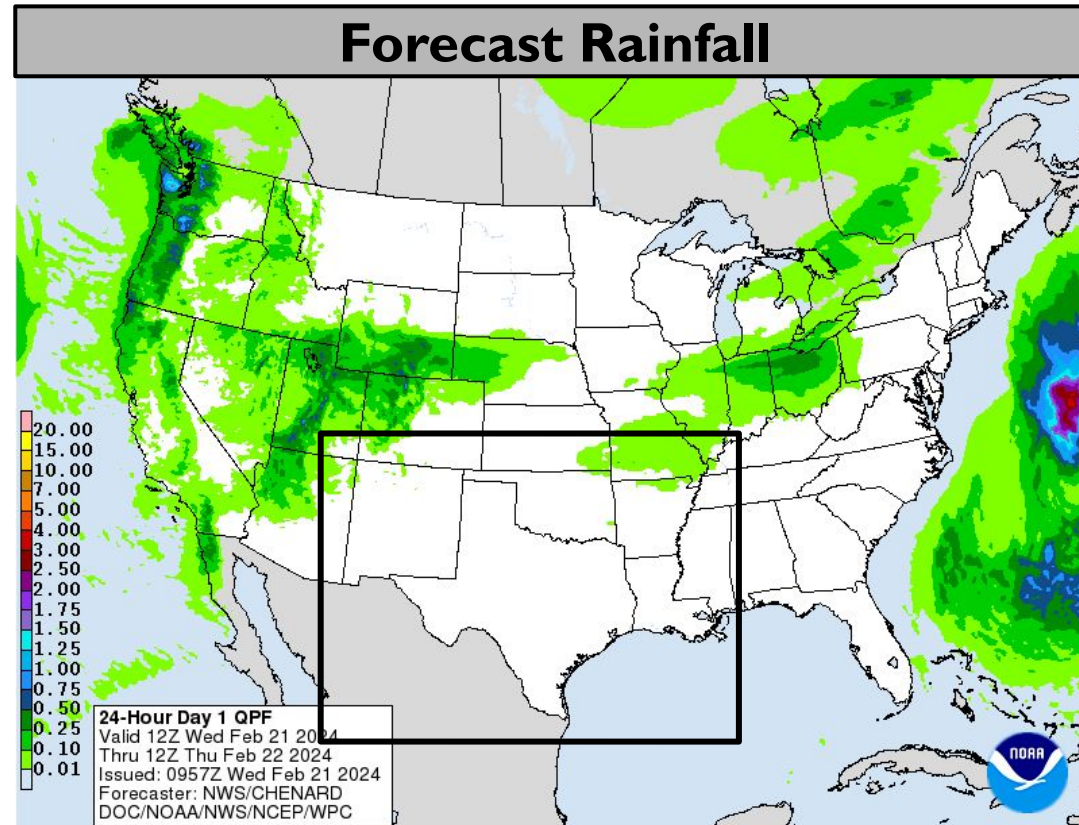 Forecast Rainfall
20.00
15.00
10.00
7.00
5.00
4.00
3.00
2.50
2.00
1.75
1.50
1.25
1.00
0.75
0.50
0.25
0.10
0.01
24-Hour Day 1 QPF
Valid 12Z Wed Feb 21 2024
Thru 12Z Thu Feb 22 2024
Issued: 0957Z Wed Feb 21 2024
Forecaster: NWS/CHENARD
DOC/NOAA/NWS/NCEP/WPC
NOAA